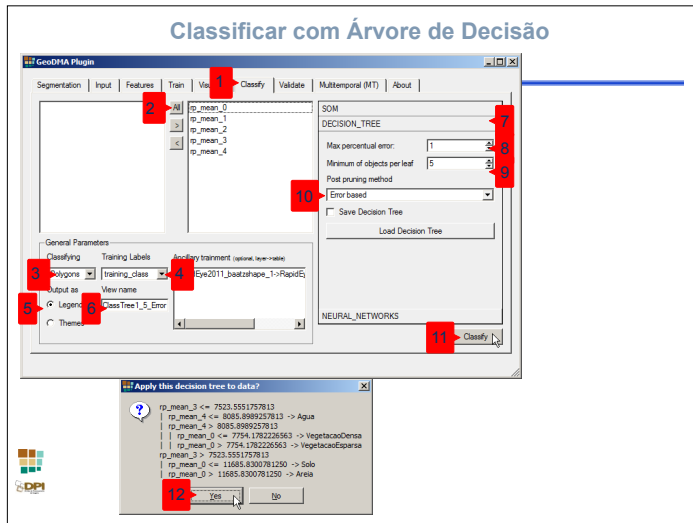 Classificar com Árvore de Decisão
GeoDMA Plugin
Segmentation Input Features Train Classify Validate Multitemporal (MT) About
1
2 All
>
<
rp_mean_0
rp_mean_1
rp_mean_2
rp_mean_3
rp_mean_4
SOM
DECISION_TREE 7
Max percentual error: 1 8
Minimum of objects per leaf 5 9
Post pruning method
10 Error based
Save Decision Tree
Load Decision Tree
NEURAL_NETWORKS
General Parameters
Classifying Training Labels Ancillary trainment (optional, layer->table)
3 training_class 4
Output as View name
5 6 ClassTree1_5_Error
11 Classify
Apply this decision tree to data?
rp_mean_3 <= 7523.5551757813
| rp_mean_4 <= 8085.8989257813 -> Agua
| rp_mean_4 > 8085.8989257813
| | rp_mean_0 <= 7754.1782226563 -> VegetacaoDensa
| | rp_mean_0 > 7754.1782226563 -> VegetacaoEsparsa
rp_mean_3 > 7523.5551757813
| rp_mean_0 <= 11685.8300781250 -> Solo
| rp_mean_0 > 11685.8300781250 -> Areia
12 Yes No
DPI